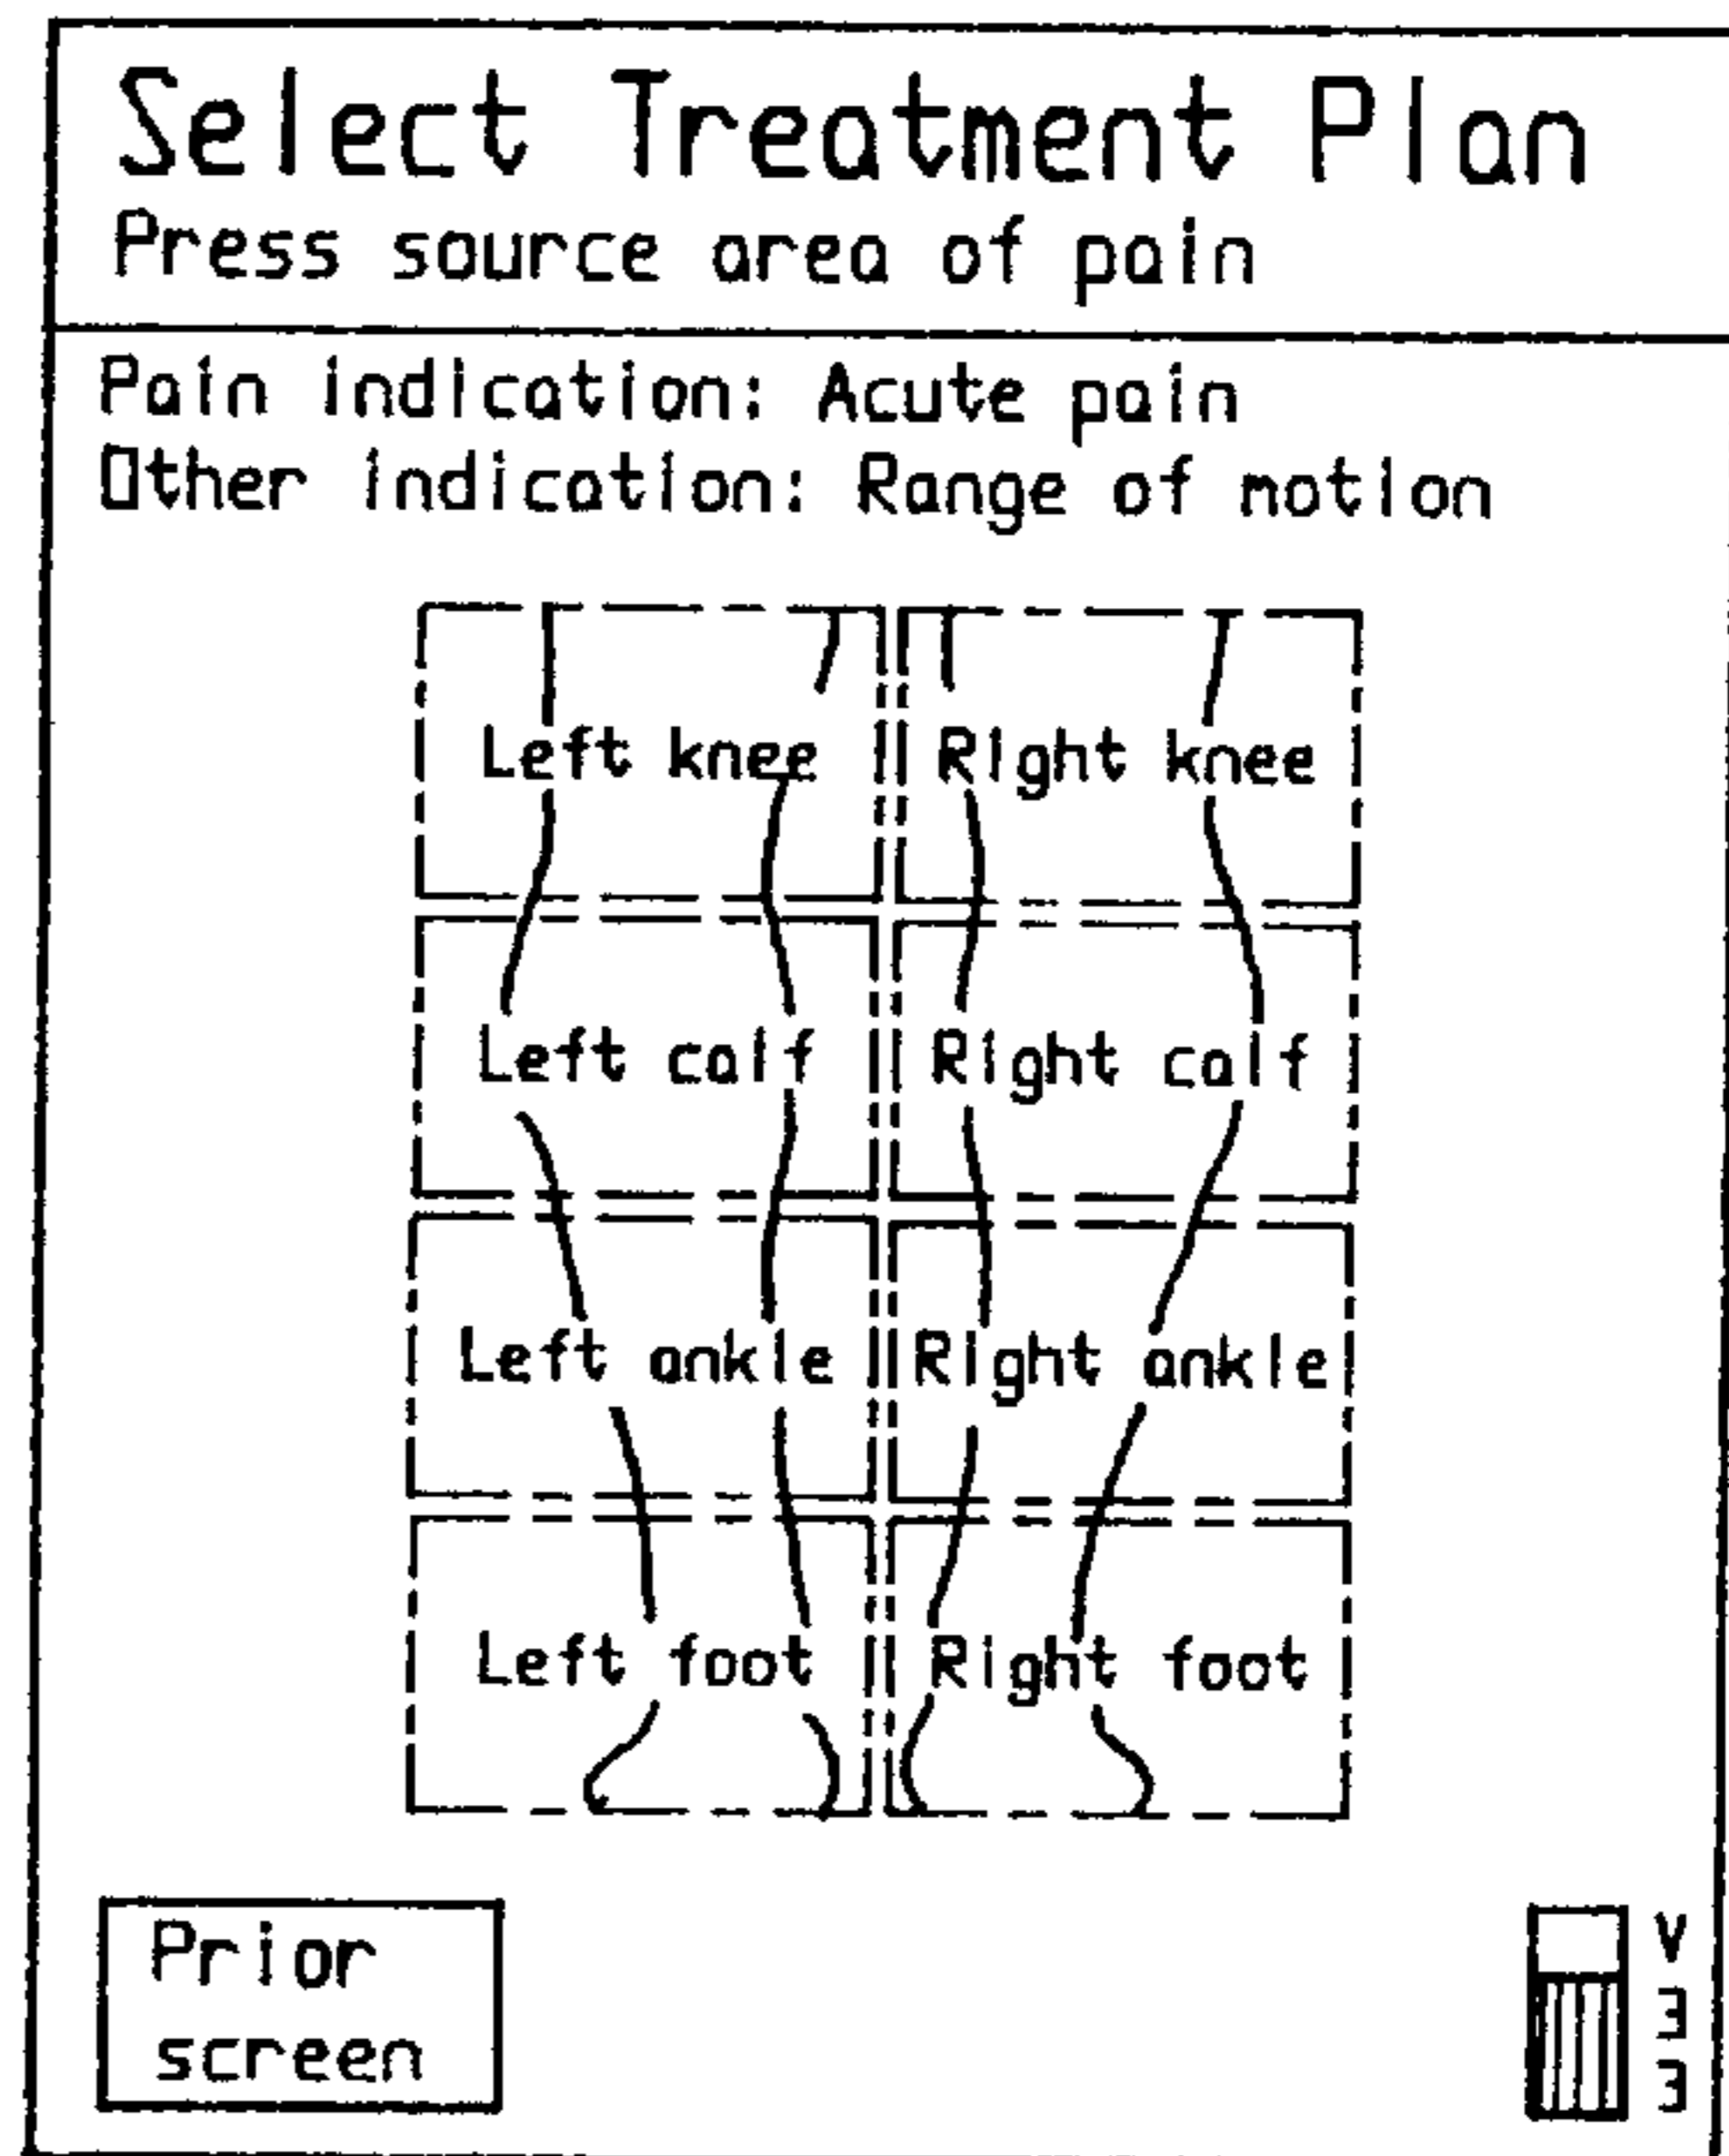 Select Treatment Plan
Press source area of pain
Pain indication: Acute pain
Other indication: Range of motion
Left knee Right knee
Left calf Right calf
Left ankle Right ankle
Left foot Right foot
Prior
screen
V
3
3